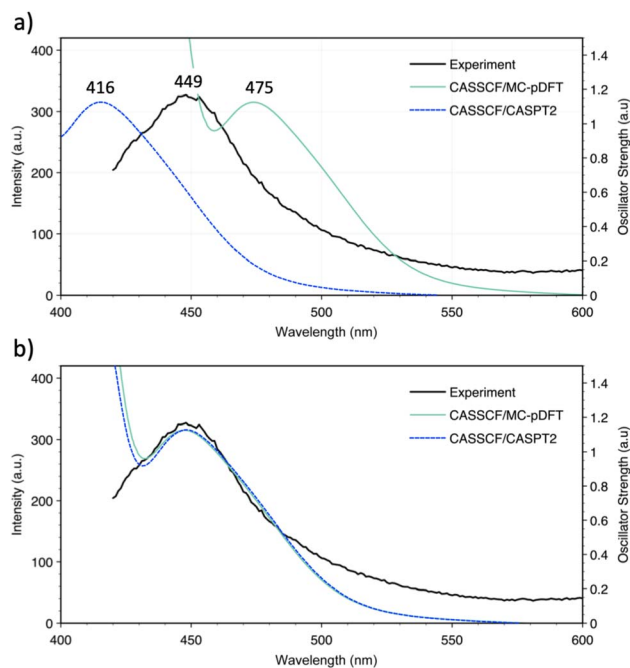 a)
400
300
200
100
0
Intensity (a.u.)
416
449
475
Experiment
CASSCF/MC-pDFT
CASSCF/CASPT2
1.4
1.2
1
0.8
0.6
0.4
0.2
0
Oscillator Strength (a.u)
400
450
500
550
600
Wavelength (nm)
b)
400
300
200
100
0
Intensity (a.u.)
Experiment
CASSCF/MC-pDFT
CASSCF/CASPT2
1.4
1.2
1
0.8
0.6
0.4
0.2
0
Oscillator Strength (a.u)
400
450
500
550
600
Wavelength (nm)